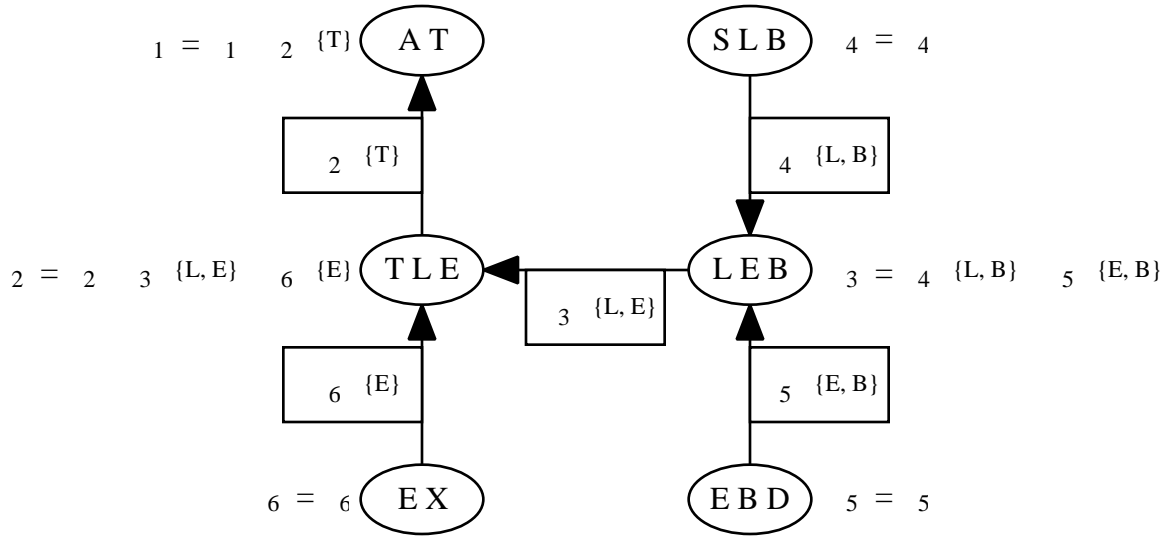 1 = 1 2 {T} A T
S L B 4 = 4
2 {T}
4 {L, B}
2 = 2 3 {L, E} 6 {E} T L E
3 {L, E}
L E B 3 = 4 {L, B} 5 {E, B}
6 {E}
5 {E, B}
6 = 6 E X
E B D 5 = 5